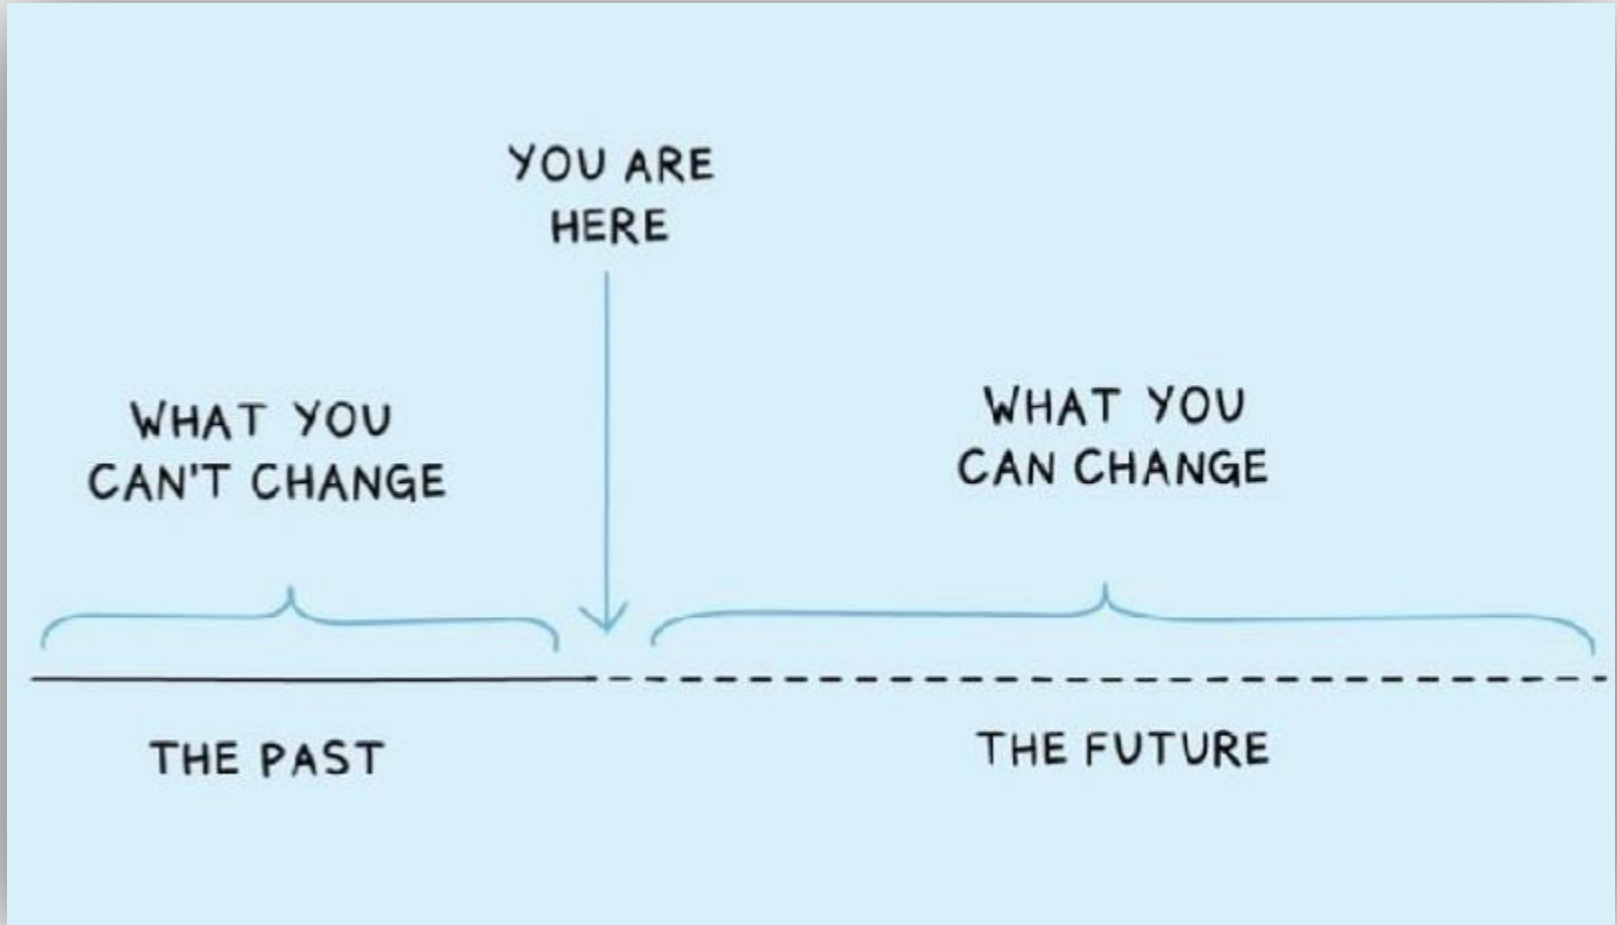 YOU ARE
HERE
WHAT YOU
CAN'T CHANGE
WHAT YOU
CAN CHANGE
THE PAST
THE FUTURE